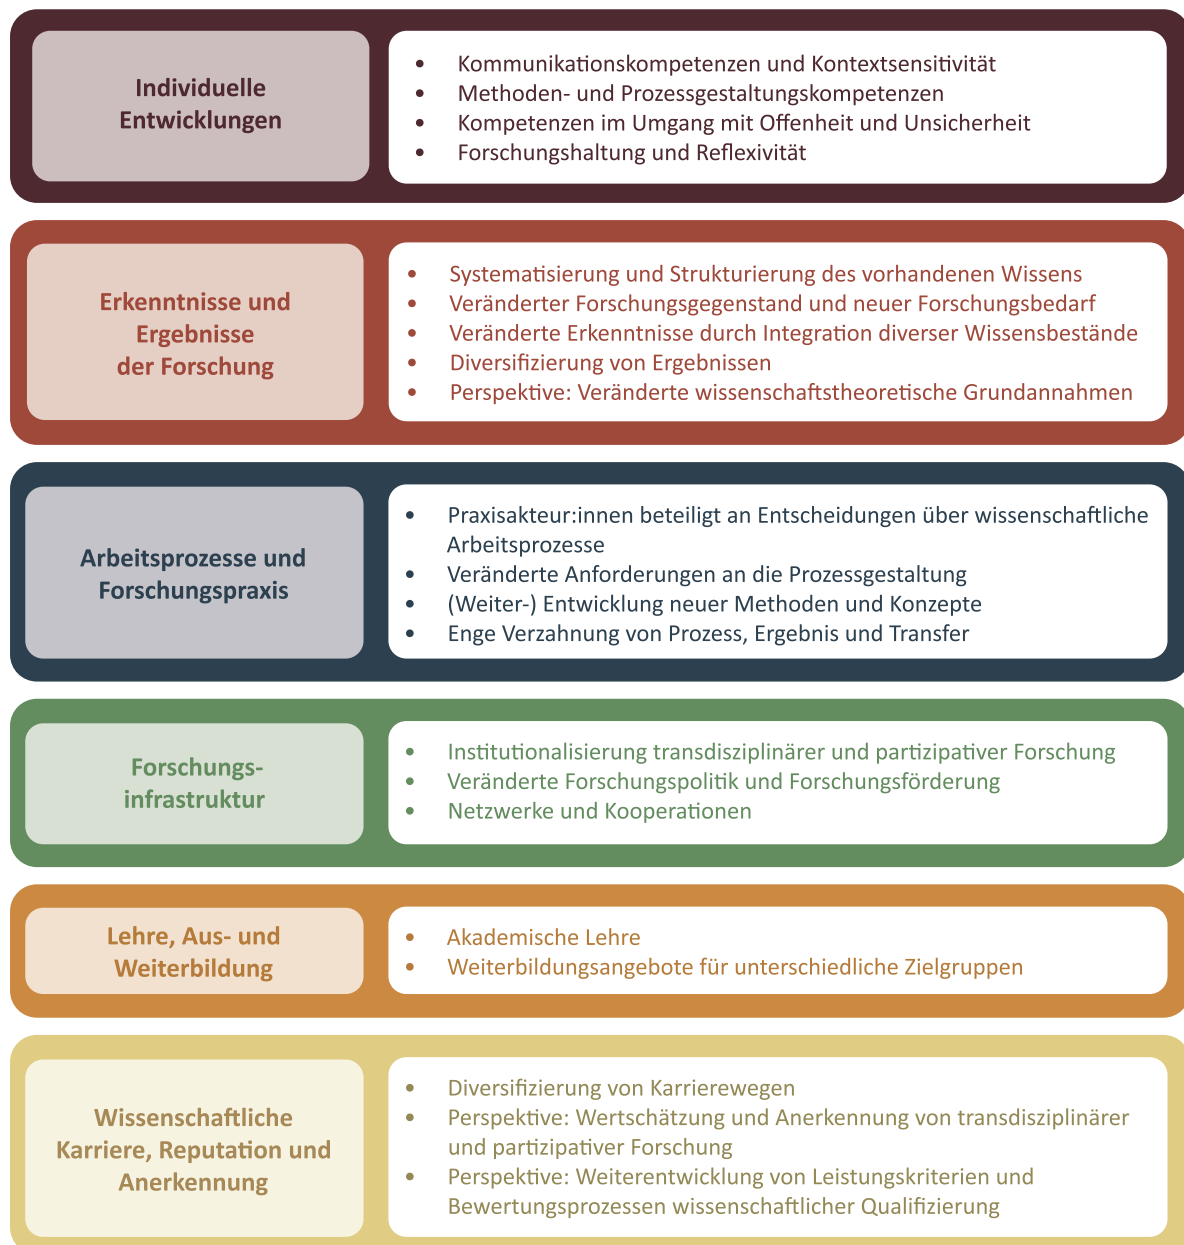 Individuelle
Entwicklungen
• Kommunikationskompetenzen und Kontextsensitivität
• Methoden- und Prozessgestaltungskompetenzen
• Kompetenzen im Umgang mit Offenheit und Unsicherheit
• Forschungshaltung und Reflexivität
Erkenntnisse und
Ergebnisse
der Forschung
• Systematisierung und Strukturierung des vorhandenen Wissens
• Veränderter Forschungsgegenstand und neuer Forschungsbedarf
• Veränderte Erkenntnisse durch Integration diverser Wissensbestände
• Diversifizierung von Ergebnissen
• Perspektive: Veränderte wissenschaftstheoretische Grundannahmen
Arbeitsprozesse und
Forschungspraxis
• Praxisakteur:innen beteiligt an Entscheidungen über wissenschaftliche
Arbeitsprozesse
• Veränderte Anforderungen an die Prozessgestaltung
• (Weiter-) Entwicklung neuer Methoden und Konzepte
• Enge Verzahnung von Prozess, Ergebnis und Transfer
Forschungs-
infrastruktur
• Institutionalisierung transdisziplinärer und partizipativer Forschung
• Veränderte Forschungspolitik und Forschungsförderung
• Netzwerke und Kooperationen
Lehre, Aus- und
Weiterbildung
• Akademische Lehre
• Weiterbildungsangebote für unterschiedliche Zielgruppen
Wissenschaftliche
Karriere, Reputation und
Anerkennung
• Diversifizierung von Karrierewegen
• Perspektive: Wertschätzung und Anerkennung von transdisziplinärer
und partizipativer Forschung
• Perspektive: Weiterentwicklung von Leistungskriterien und
Bewertungsprozessen wissenschaftlicher Qualifizierung